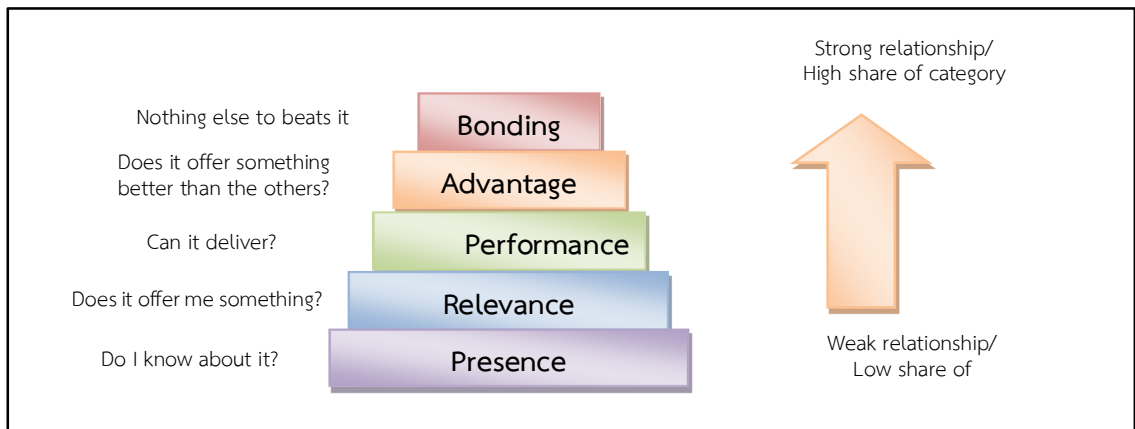 Strong relationship/
High share of category
Nothing else to beats it
Bonding
Does it offer something
better than the others?
Advantage
Can it deliver?
Performance
Does it offer me something?
Relevance
Do I know about it?
Presence
Weak relationship/
Low share of